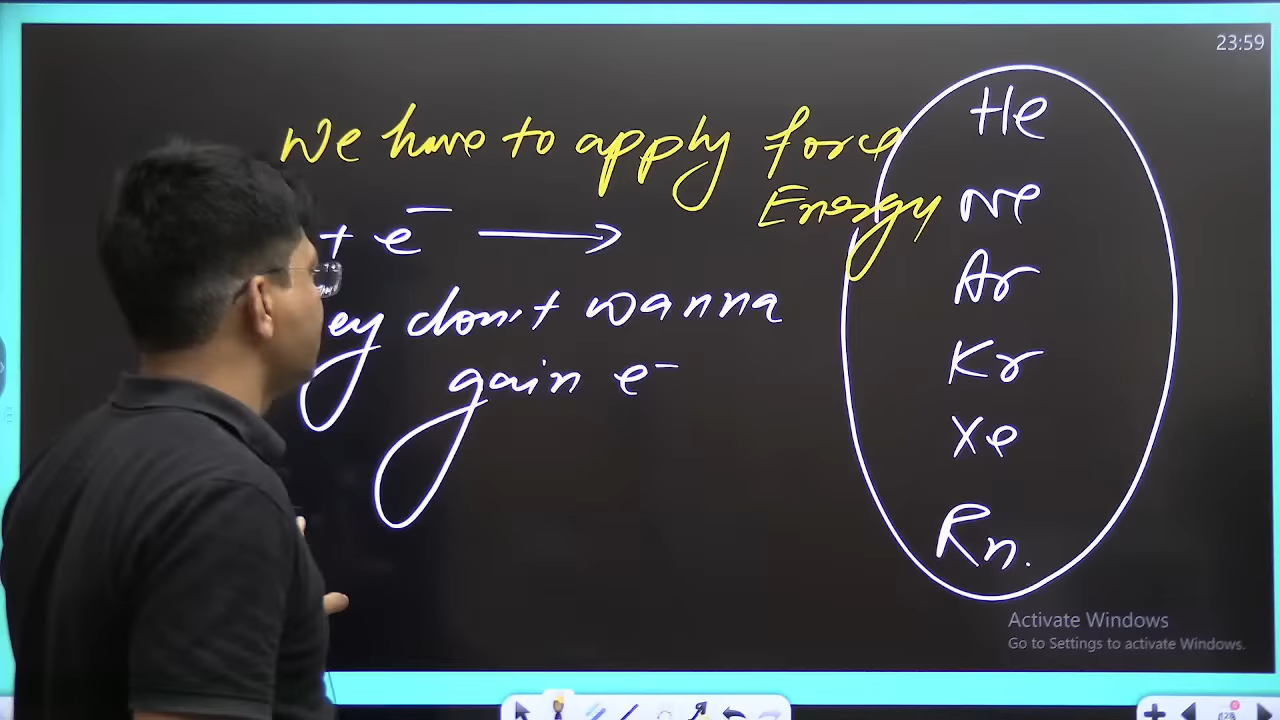 23:59
We have to apply force
Energy
+ e⁻ ⟶
ey don't wanna
gain e⁻
He
Ne
Ar
Kr
Xe
Rn.
Activate Windows
Go to Settings to activate Windows.